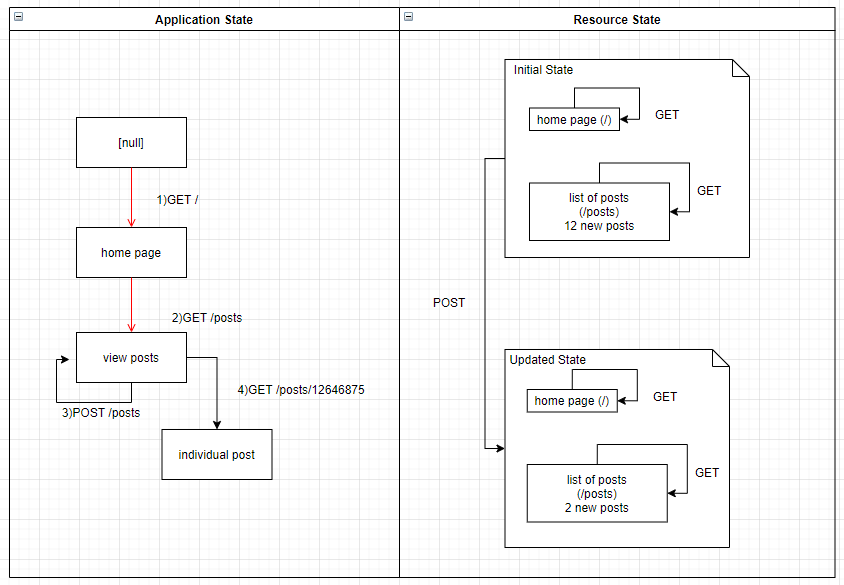 Application State
Resource State
[null]
1)GET /
home page
2)GET /posts
view posts
3)POST /posts
4)GET /posts/12646875
individual post
Initial State
home page (/)
GET
list of posts
(/posts)
12 new posts
GET
POST
Updated State
home page (/)
GET
list of posts
(/posts)
2 new posts
GET